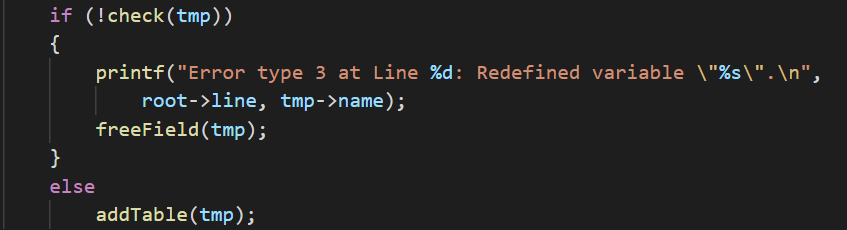 if (!check(tmp))
{
    printf("Error type 3 at Line %d: Redefined variable \"%s\".\n",
        root->line, tmp->name);
    freeField(tmp);
}
else
    addTable(tmp);